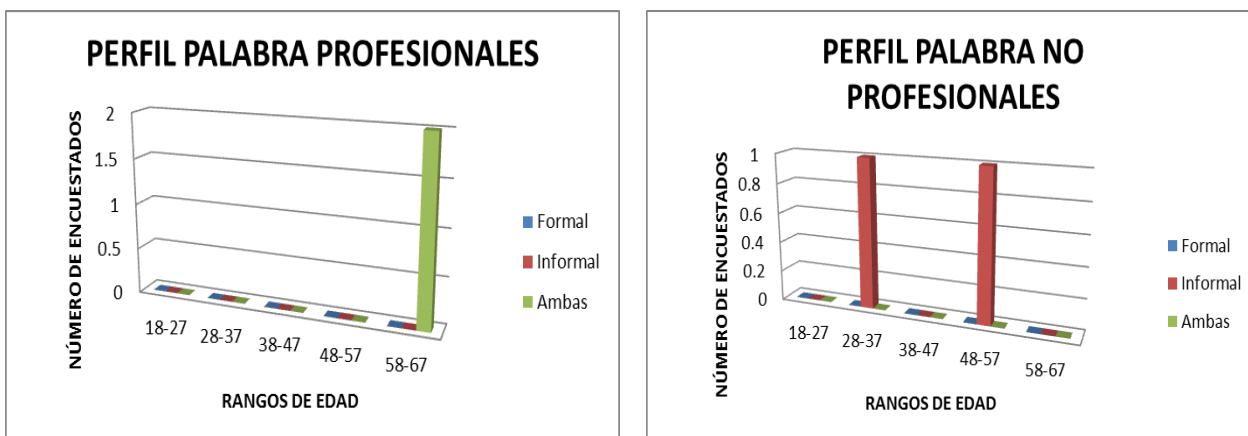 PERFIL PALABRA PROFESIONALES
NÚMERO DE ENCUESTADOS
2
1.5
1
0.5
0
18-27
28-37
38-47
48-57
58-67
RANGOS DE EDAD
Formal
Informal
Ambas
PERFIL PALABRA NO
PROFESIONALES
NÚMERO DE ENCUESTADOS
1
0.8
0.6
0.4
0.2
0
18-27
28-37
38-47
48-57
58-67
RANGOS DE EDAD
Formal
Informal
Ambas